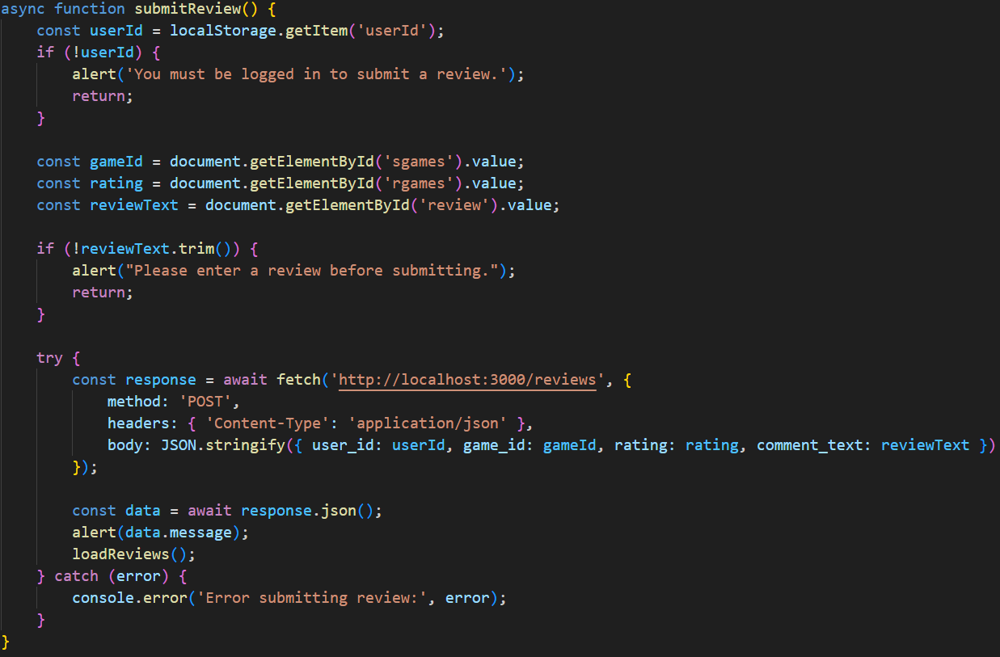 async function submitReview() {
    const userId = localStorage.getItem('userId');
    if (!userId) {
        alert('You must be logged in to submit a review.');
        return;
    }

    const gameId = document.getElementById('sgames').value;
    const rating = document.getElementById('rgames').value;
    const reviewText = document.getElementById('review').value;

    if (!reviewText.trim()) {
        alert("Please enter a review before submitting.");
        return;
    }

    try {
        const response = await fetch('http://localhost:3000/reviews', {
            method: 'POST',
            headers: { 'Content-Type': 'application/json' },
            body: JSON.stringify({ user_id: userId, game_id: gameId, rating: rating, comment_text: reviewText })
        });

        const data = await response.json();
        alert(data.message);
        loadReviews();
    } catch (error) {
        console.error('Error submitting review:', error);
    }
}